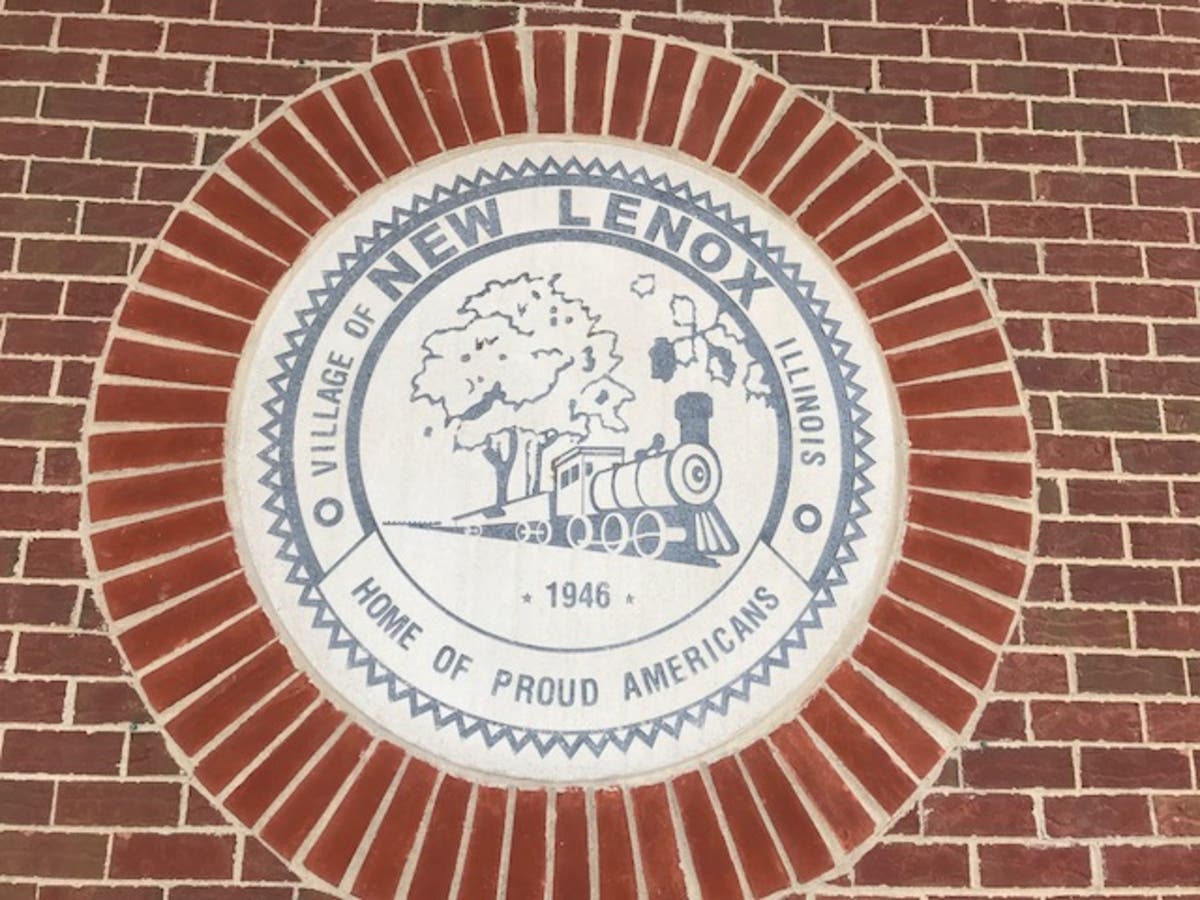 VILLAGE OF NEW LENOX ILLINOIS
1946
HOME OF PROUD AMERICANS